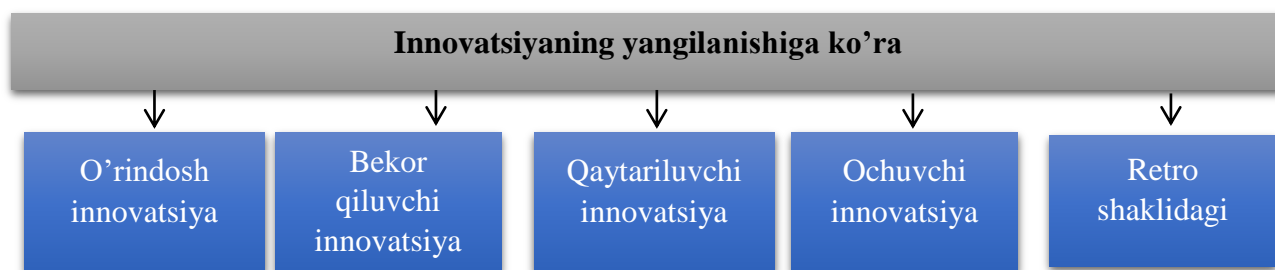 Innovatsiyaning yangilanishiga ko’ra
O’rindosh
innovatsiya
Bekor
qiluvchi
innovatsiya
Qaytariluvchi
innovatsiya
Ochuvchi
innovatsiya
Retro
shaklidagi